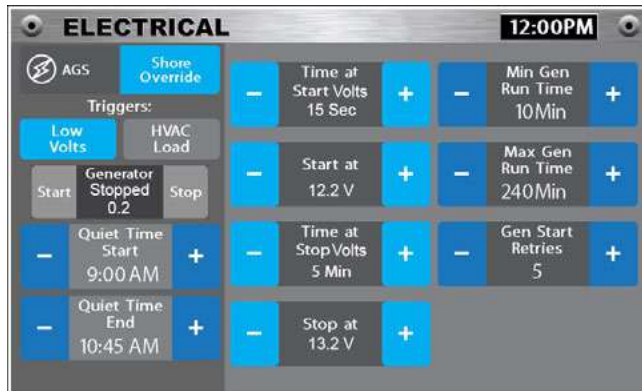 ELECTRICAL
12:00PM
AGS
Shore
Override
Triggers:
Low
Volts
HVAC
Load
Start
Generator
Stopped
0.2
Stop
−
Quiet Time
Start
9:00 AM
+
−
Quiet Time
End
10:45 AM
+
−
Time at
Start Volts
15 Sec
+
−
Start at
12.2 V
+
−
Time at
Stop Volts
5 Min
+
−
Stop at
13.2 V
+
−
Min Gen
Run Time
10Min
+
−
Max Gen
Run Time
240Min
+
−
Gen Start
Retries
5
+